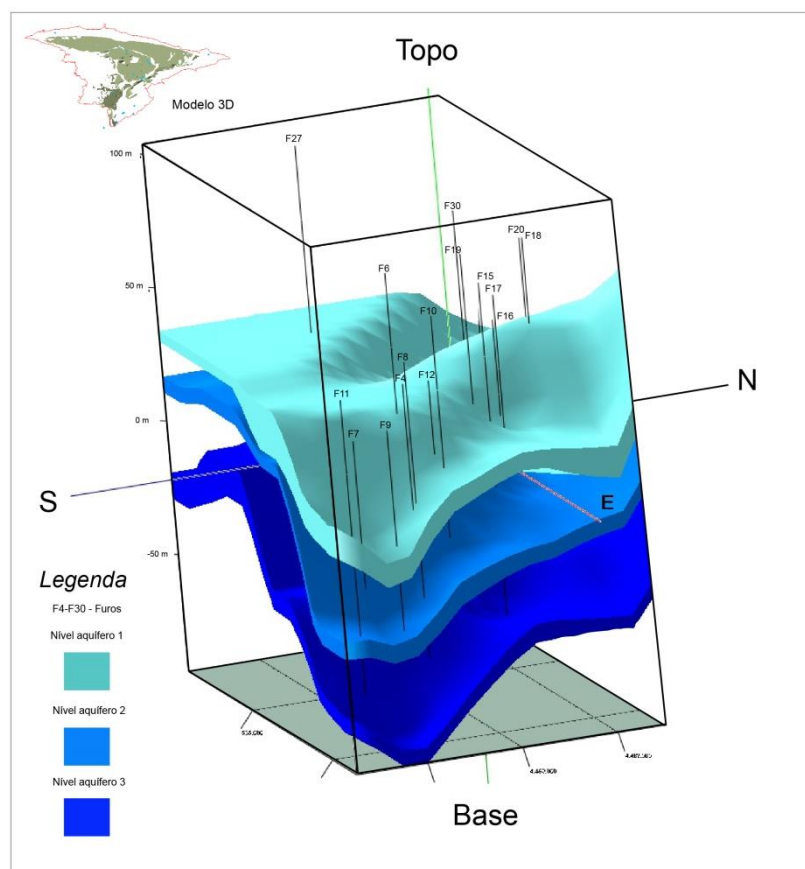 Topo
Modelo 3D
100 m
F27
F30
F20
F18
F19
F6
F15
50 m
F17
F10
F16
F8
F4
F12
F11
N
0 m
F9
F7
S
E
-50 m
Legenda
F4-F30 - Furos
Nível aquífero 1
Nível aquífero 2
Nível aquífero 3
Base